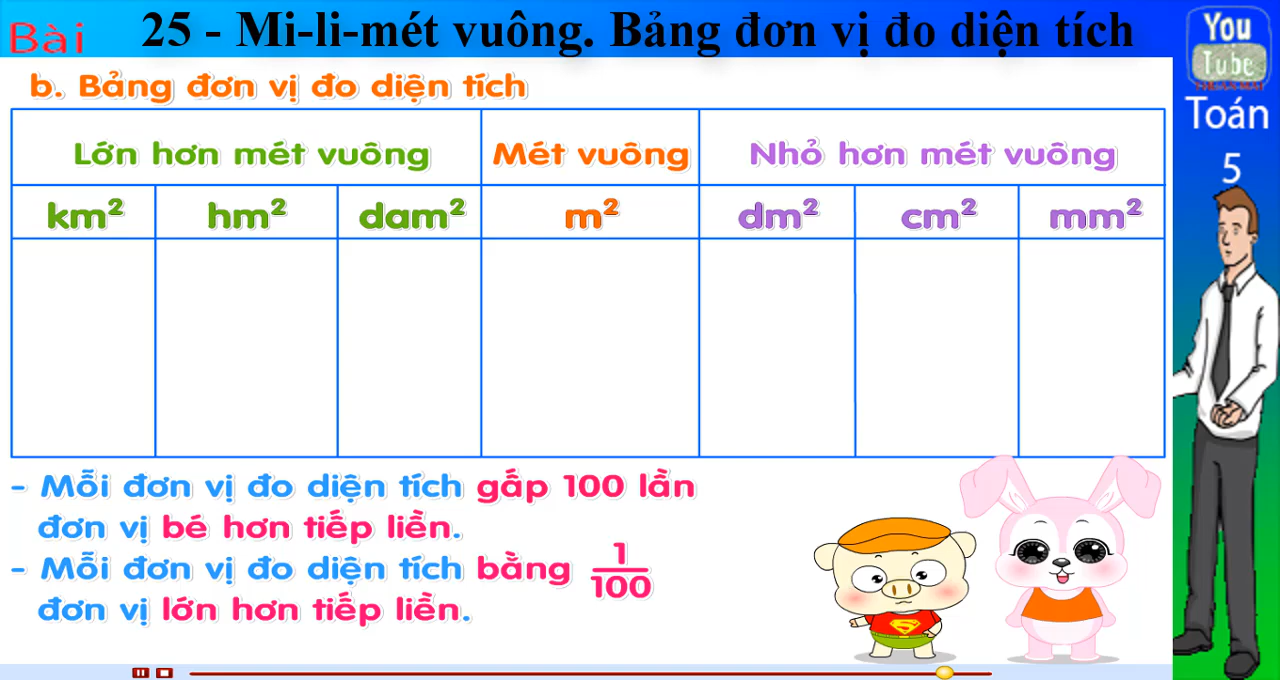 Bài 25 - Mi-li-mét vuông. Bảng đơn vị đo diện tích
You
Tube
Toán
5
b. Bảng đơn vị đo diện tích
Lớn hơn mét vuông Mét vuông Nhỏ hơn mét vuông
km² hm² dam² m² dm² cm² mm²
- Mỗi đơn vị đo diện tích gấp 100 lần
đơn vị bé hơn tiếp liền.
- Mỗi đơn vị đo diện tích bằng 1/100
đơn vị lớn hơn tiếp liền.